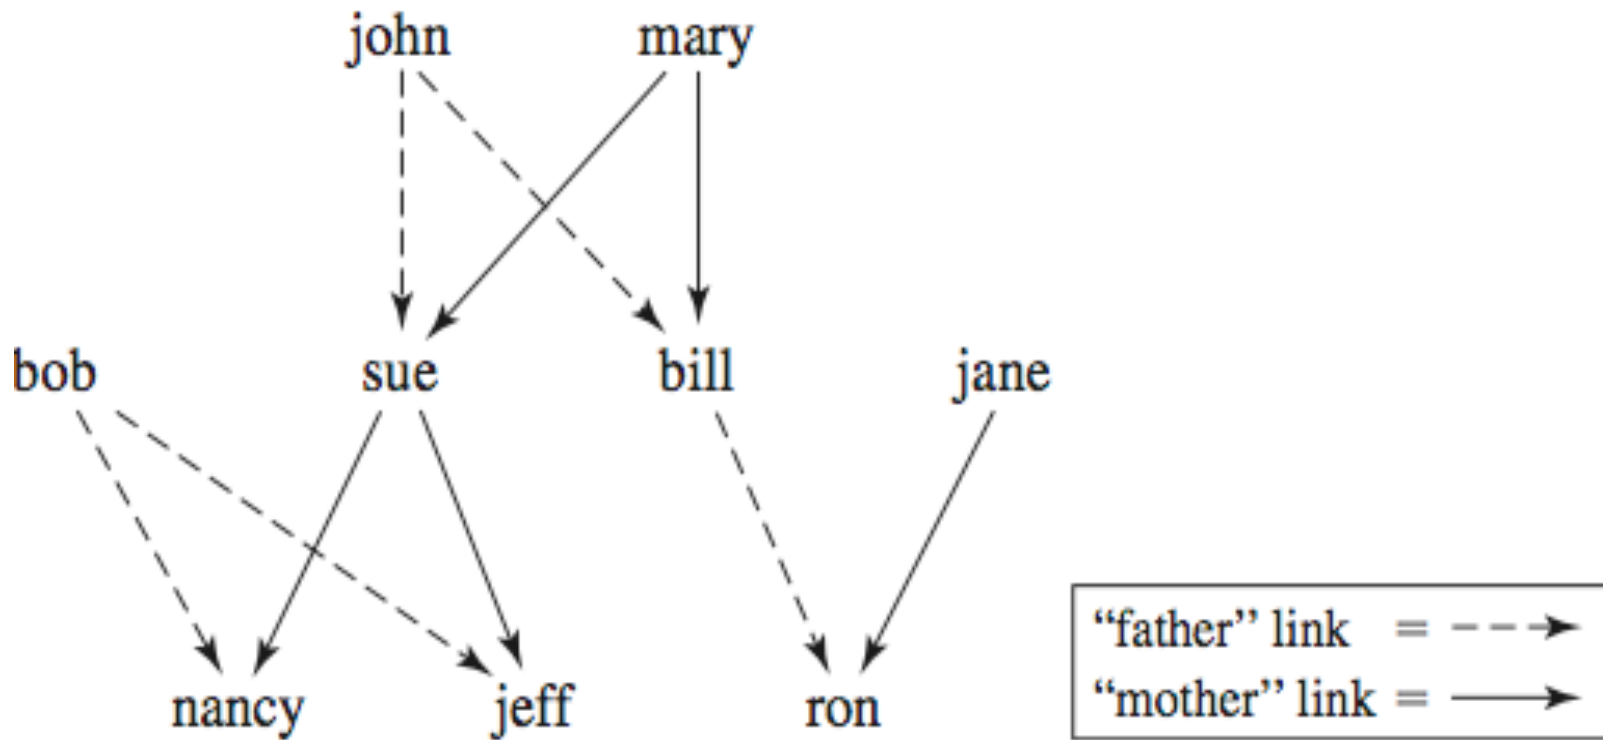 john mary
bob sue bill jane
nancy jeff ron
“father” link =
“mother” link =